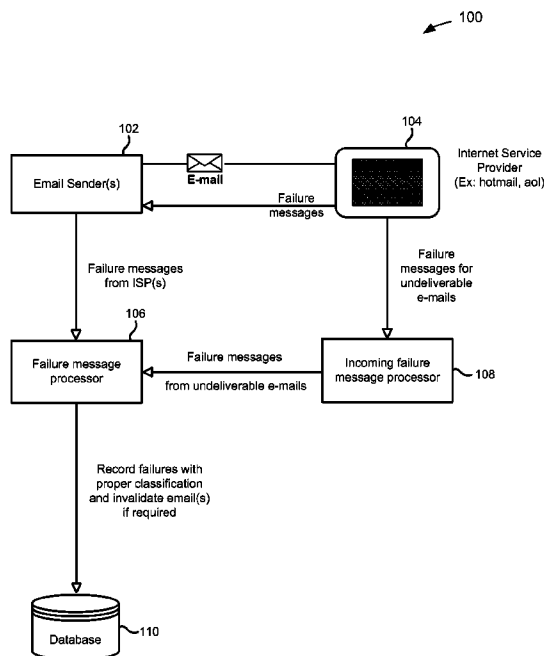 100
102
104
Email Sender(s)
E-mail
Internet Service
Provider
(Ex: hotmail, aol)
Failure
messages
Failure messages
from ISP(s)
Failure
messages for
undeliverable
e-mails
106
Failure message
processor
Failure messages
from undeliverable e-mails
Incoming failure
message processor
108
Record failures with
proper classification
and invalidate email(s)
if required
Database
110